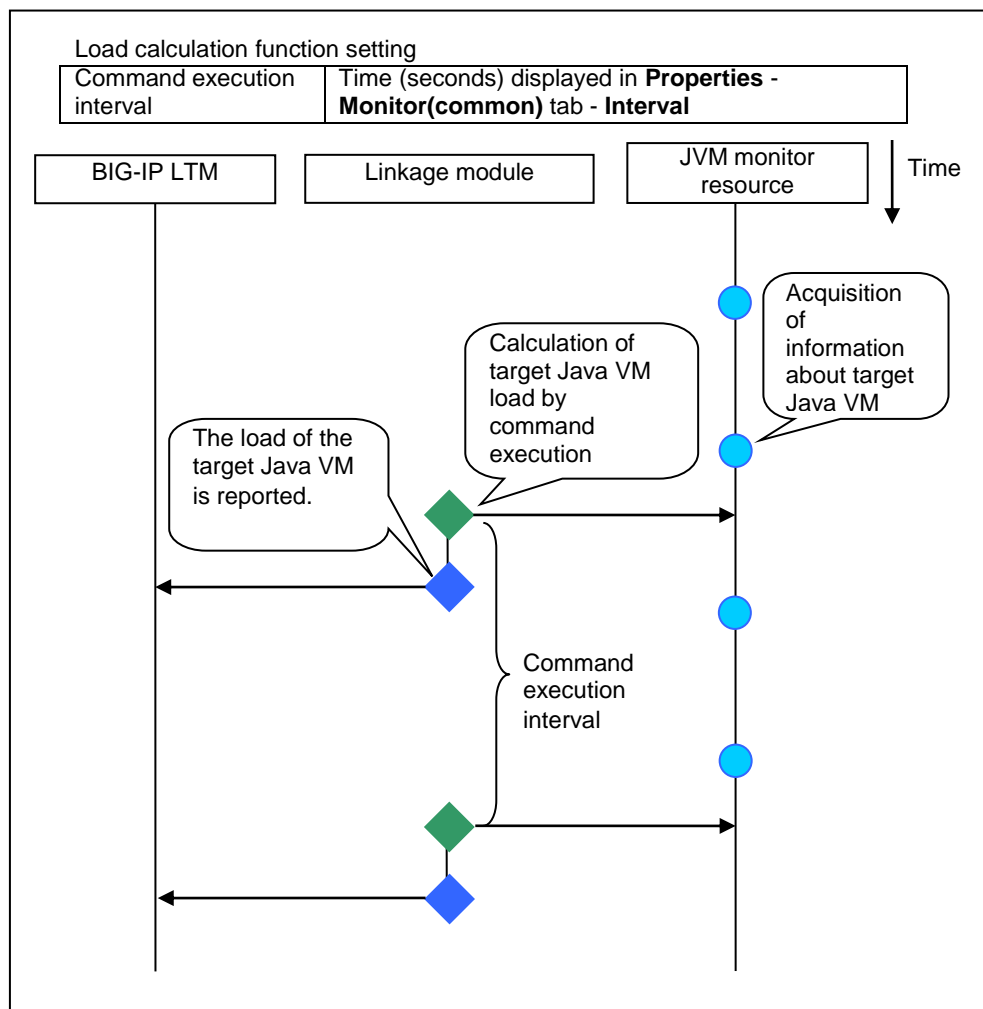 Load calculation function setting
Command execution
interval
Time (seconds) displayed in Properties -
Monitor(common) tab - Interval
BIG-IP LTM
Linkage module
JVM monitor
resource
Time
Acquisition
of
information
about target
Java VM
Calculation of
target Java VM
load by
command
execution
The load of the
target Java VM
is reported.
Command
execution
interval